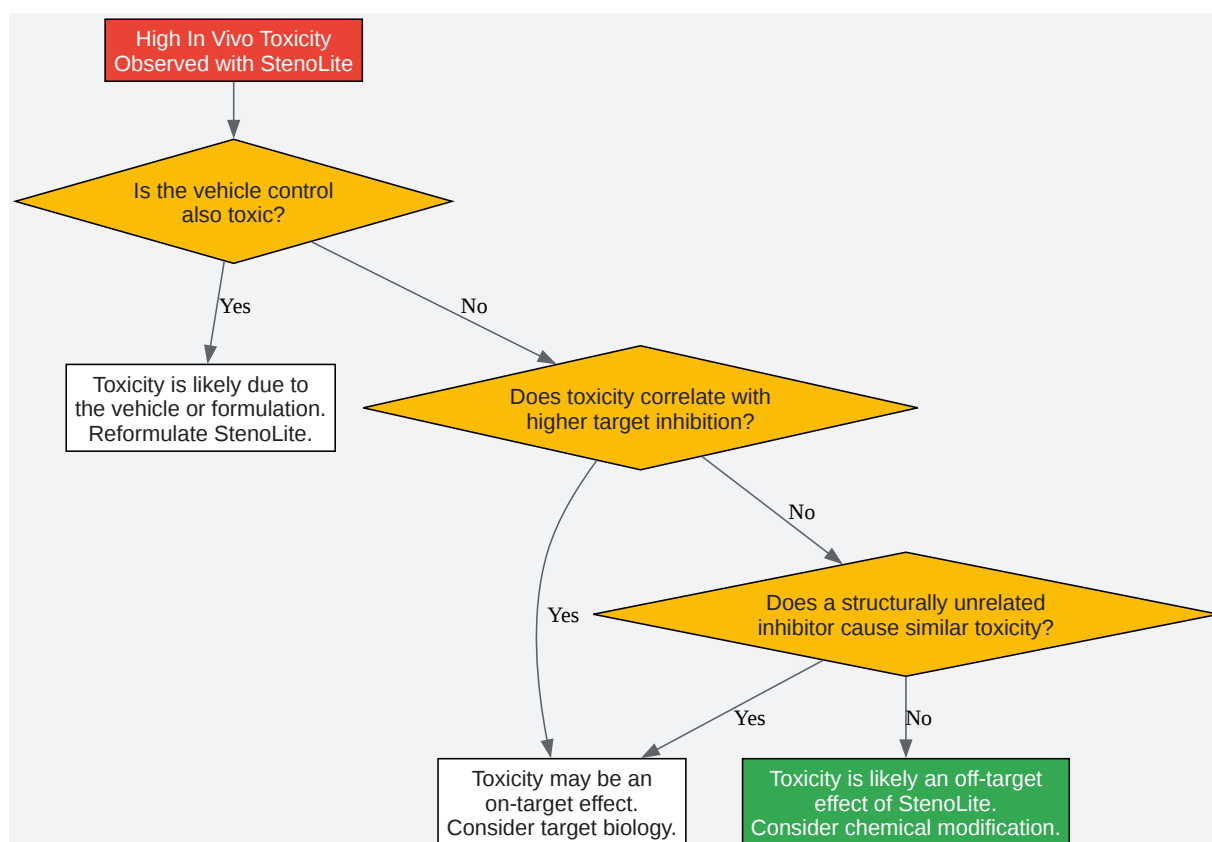 High In Vivo Toxicity
Observed with StenoLite
Is the vehicle control
also toxic?
Yes
No
Toxicity is likely due to
the vehicle or formulation.
Reformulate StenoLite.
Does toxicity correlate with
higher target inhibition?
Yes
No
Does a structurally unrelated
inhibitor cause similar toxicity?
Yes
No
Toxicity may be an
on-target effect.
Consider target biology.
Toxicity is likely an off-target
effect of StenoLite.
Consider chemical modification.